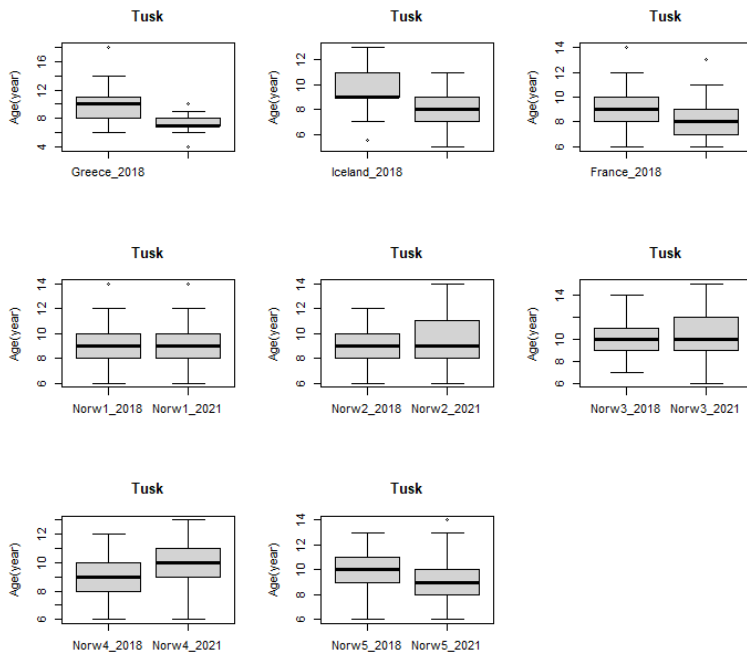 Tusk
Age(year)
4 8 12 16
Greece_2018
Tusk
Age(year)
6 8 10 12
Iceland_2018
Tusk
Age(year)
6 8 10 12 14
France_2018
Tusk
Age(year)
6 8 10 12 14
Norw1_2018 Norw1_2021
Tusk
Age(year)
6 8 10 12 14
Norw2_2018 Norw2_2021
Tusk
Age(year)
6 8 10 12 14
Norw3_2018 Norw3_2021
Tusk
Age(year)
6 8 10 12
Norw4_2018 Norw4_2021
Tusk
Age(year)
6 8 10 12 14
Norw5_2018 Norw5_2021